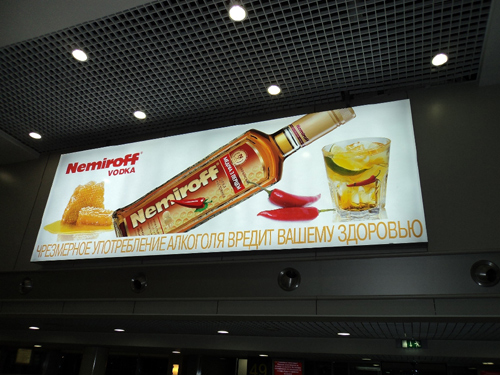 Nemiroff
VODKA
Nemiroff
ЧРЕЗМЕРНОЕ УПОТРЕБЛЕНИЕ АЛКОГОЛЯ ВРЕДИТ ВАШЕМУ ЗДОРОВЬЮ